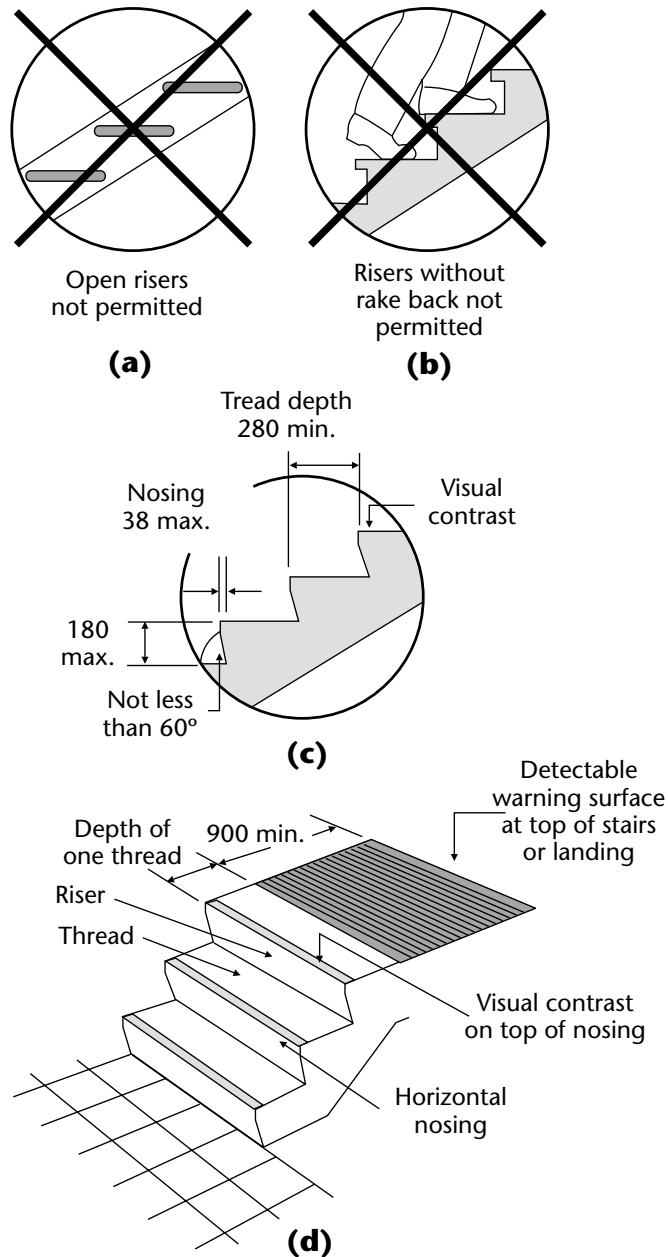 Open risers
not permitted
(a)
Risers without
rake back not
permitted
(b)
Tread depth
280 min.
Nosing
38 max.
Visual
contrast
180
max.
Not less
than 60º
(c)
Detectable
warning surface
at top of stairs
or landing
900 min.
Depth of
one thread
Riser
Thread
Visual contrast
on top of nosing
Horizontal
nosing
(d)